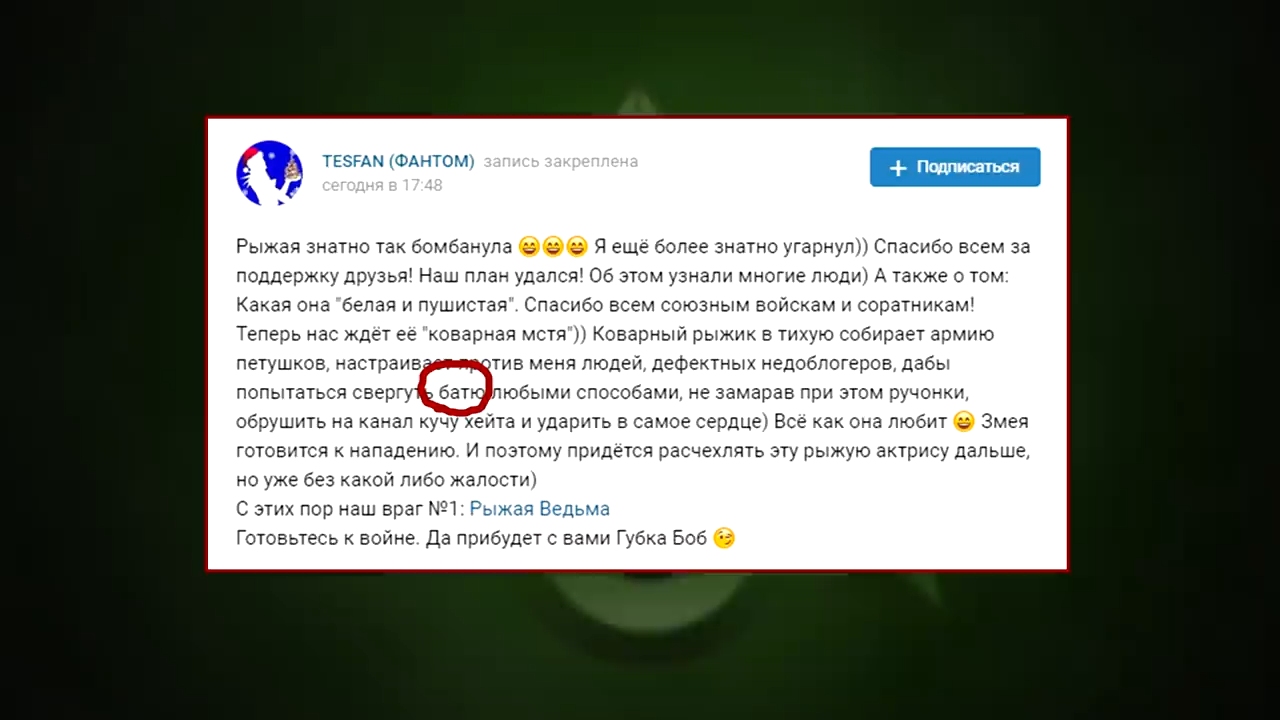 TESFAN (ФАНТОМ) запись закреплена
сегодня в 17:48
+ Подписаться
Рыжая знатно так бомбанула 😄😄😄 Я ещё более знатно угарнул)) Спасибо всем за
поддержку друзья! Наш план удался! Об этом узнали многие люди) А также о том:
Какая она "белая и пушистая". Спасибо всем союзным войскам и соратникам!
Теперь нас ждёт её "коварная мстя")) Коварный рыжик в тихую собирает армию
петушков, настраивает против меня людей, дефектных недоблогеров, дабы
попытаться свергуть батю любыми способами, не замарав при этом ручонки,
обрушить на канал кучу хейта и ударить в самое сердце) Всё как она любит 😄 Змея
готовится к нападению. И поэтому придётся расчехлять эту рыжую актрису дальше,
но уже без какой либо жалости)
С этих пор наш враг №1: Рыжая Ведьма
Готовьтесь к войне. Да прибудет с вами Губка Боб 😉